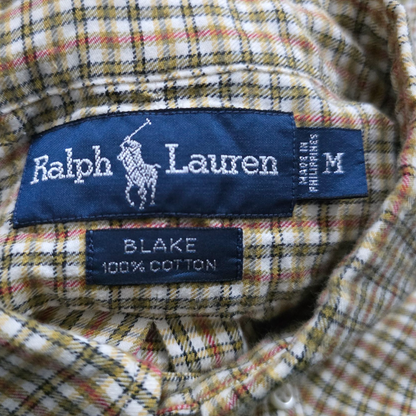 Ralph Lauren
MADE IN
PHILIPPINES
M
BLAKE
100% COTTON